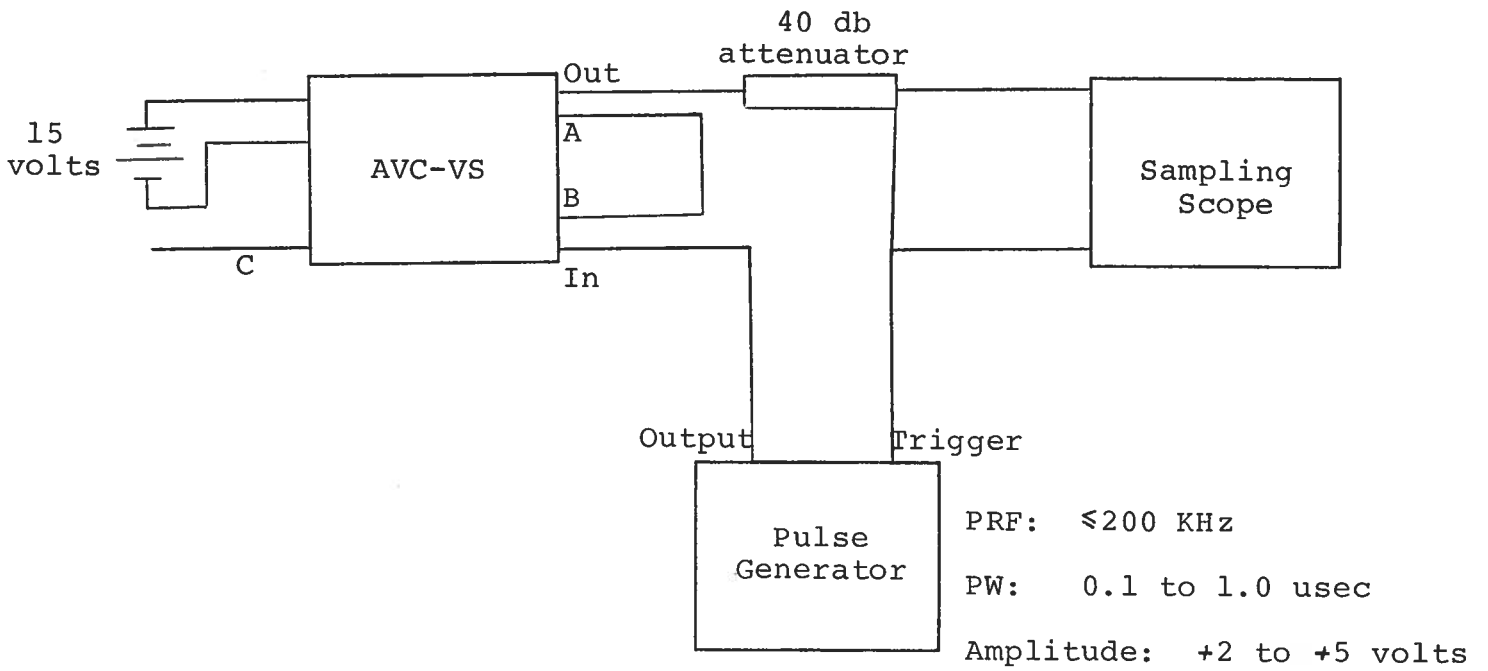 40 db
attenuator
Out
15
volts
A
AVC-VS
B
Sampling
Scope
C
In
Output
Trigger
Pulse
Generator
PRF: ≤200 KHz
PW: 0.1 to 1.0 usec
Amplitude: +2 to +5 volts